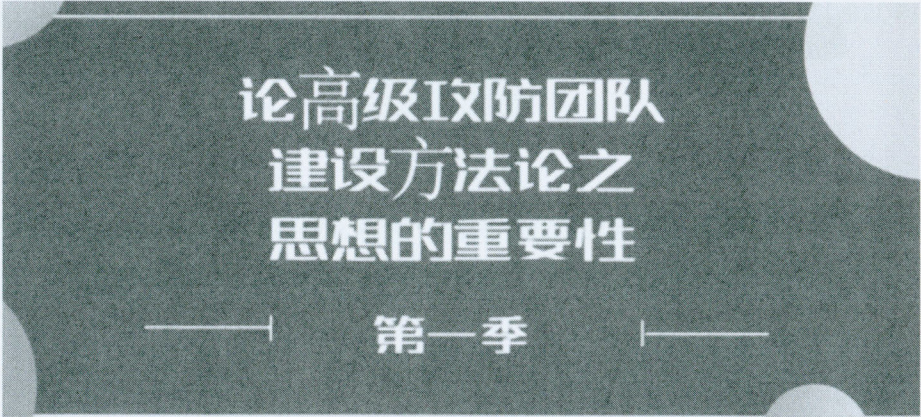 论高级攻防团队
建设方法论之
思想的重要性
第一季